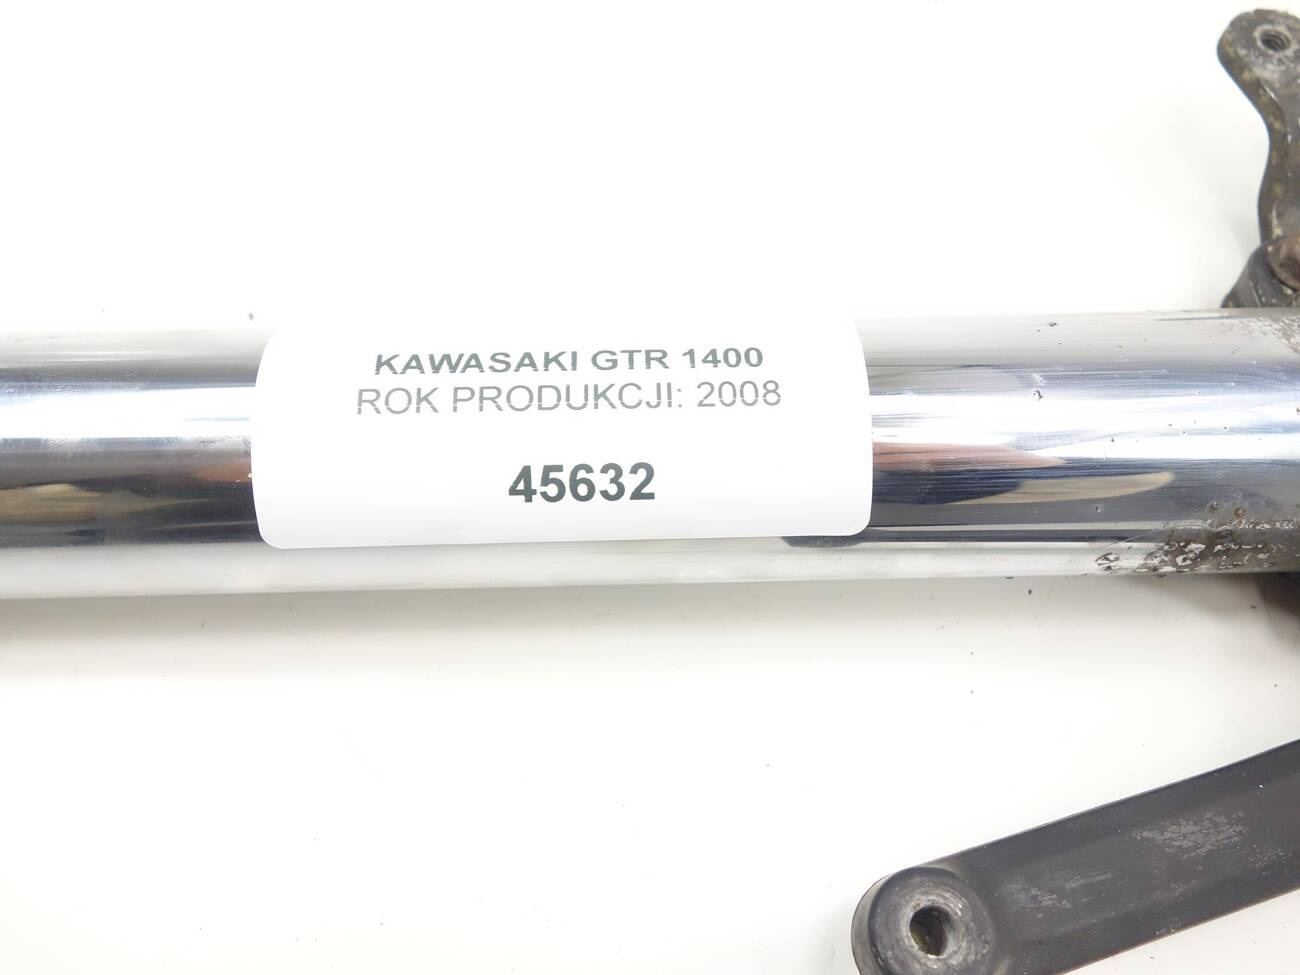 KAWASAKI GTR 1400
ROK PRODUKCJI: 2008
45632